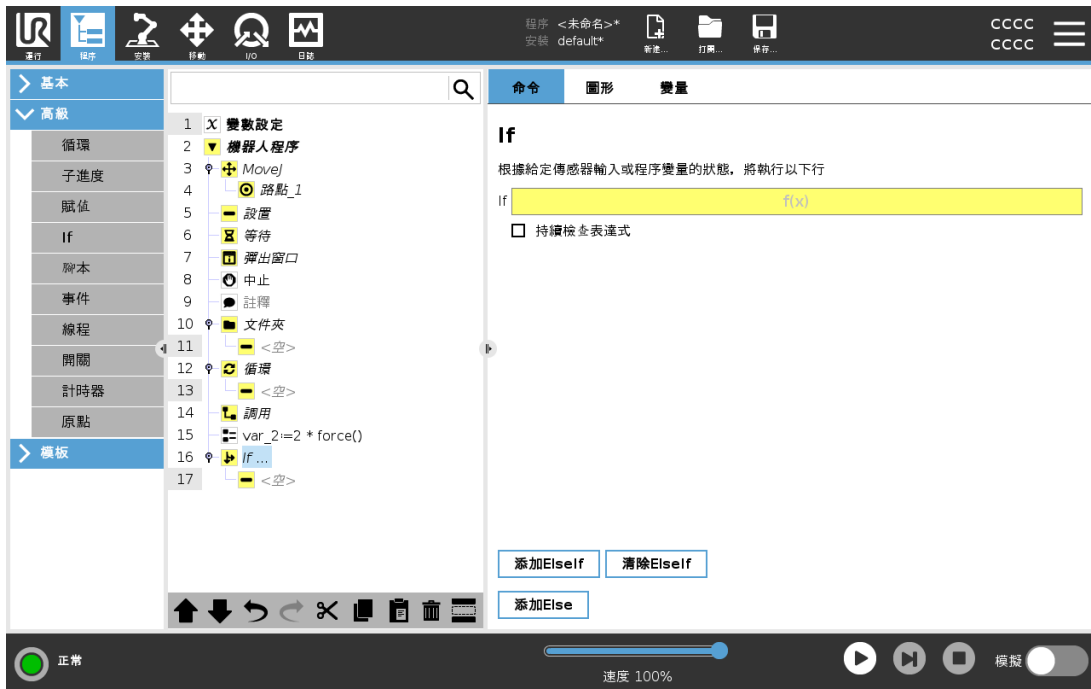 程序 <未命名>*
安裝 default*
運行
程序
安裝
移動
I/O
日誌
新建...
打開...
保存...
CCCC
CCCC
基本
高級
循環
子進度
賦值
If
腳本
事件
線程
開關
計時器
原點
模板
1 變數設定
2 機器人程序
3 MoveJ
4 路點_1
5 設置
6 等待
7 彈出窗口
8 中止
9 註釋
10 文件夾
11 <空>
12 循環
13 <空>
14 調用
15 var_2:=2 * force()
16 If ...
17 <空>
命令 圖形 變量
If
根據給定傳感器輸入或程序變量的狀態，將執行以下行
If f(x)
持續檢查表達式
添加ElseIf 清除ElseIf
添加Else
正常
速度 100%
模擬